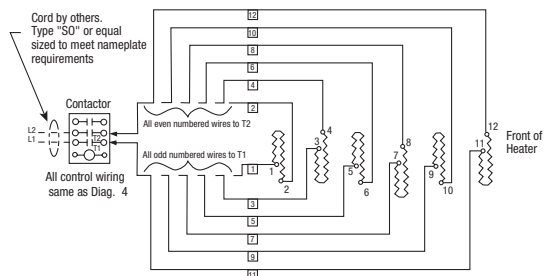 Cord by others.
Type "SO" or equal
sized to meet nameplate
requirements
12
10
8
6
4
2
Contactor
L2
L1
T2
T1
All even numbered wires to T2
All odd numbered wires to T1
All control wiring
same as Diag. 4
1
3
5
7
9
11
1
2
3
4
5
6
7
8
9
10
11
12
Front of
Heater